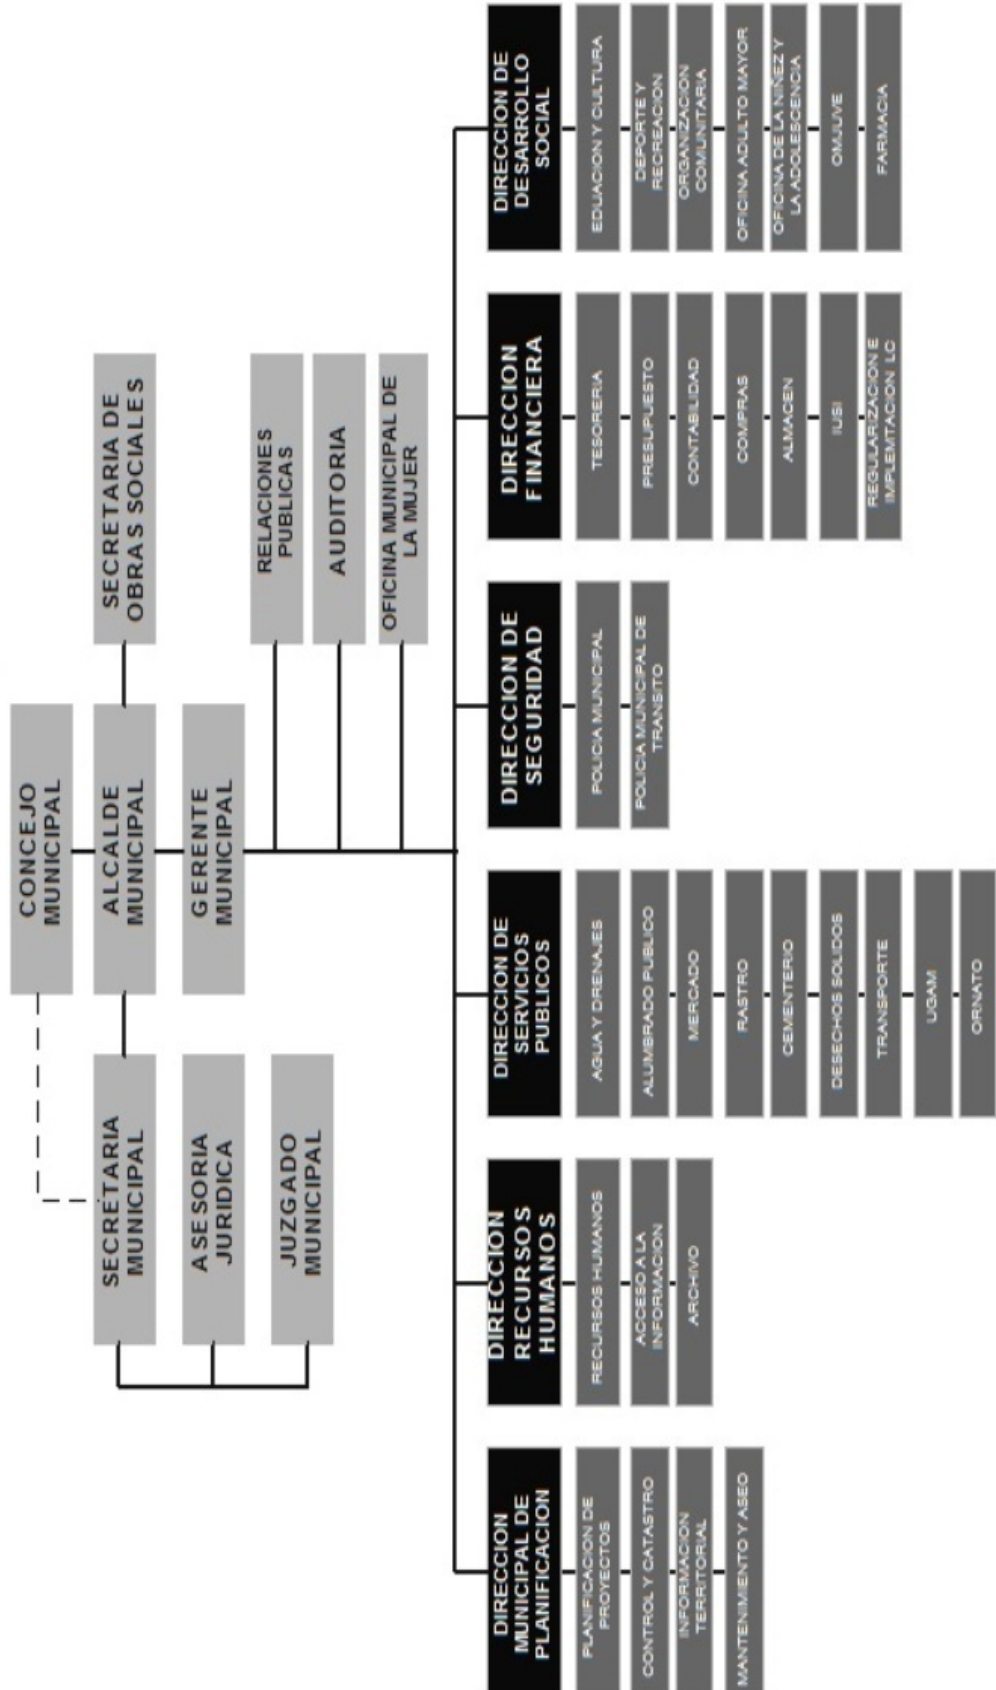 CONCEJO
MUNICIPAL
SECRETARIA
MUNICIPAL
ALCALDE
MUNICIPAL
SECRETARIA DE
OBRAS SOCIALES
ASESORIA
JURIDICA
GERENTE
MUNICIPAL
JUZGADO
MUNICIPAL
RELACIONES
PUBLICAS
AUDITORIA
OFICINA MUNICIPAL DE
LA MUJER
DIRECCION
MUNICIPAL DE
PLANIFICACION
PLANIFICACION DE
PROYECTOS
CONTROL Y CATASTRO
INFORMACION
TERRITORIAL
MANTENIMIENTO Y ASEO
DIRECCION
RECURSOS
HUMANOS
RECURSOS HUMANOS
ACCESO A LA
INFORMACION
ARCHIVO
DIRECCION DE
SERVICIOS
PUBLICOS
AGUA Y DRENAJES
ALUMBRADO PUBLICO
MERCADO
RASTRO
CEMENTERIO
DESECHOS SOLIDOS
TRANSPORTE
UGAM
ORNATO
DIRECCION DE
SEGURIDAD
POLICIA MUNICIPAL
POLICIA MUNICIPAL DE
TRANSITO
DIRECCION
FINANCIERA
TESORERIA
PRESUPUESTO
CONTABILIDAD
COMPRAS
ALMACEN
IUSI
REGULARIZACION E
IMPLEMTACION LC
DIRECCION DE
DESARROLLO
SOCIAL
EDUACION Y CULTURA
DEPORTE Y
RECREACION
ORGANIZACION
COMUNITARIA
OFICINA ADULTO MAYOR
OFICINA DE LA NIÑEZ Y
LA ADOLESCENCIA
OMJUVE
FARMACIA